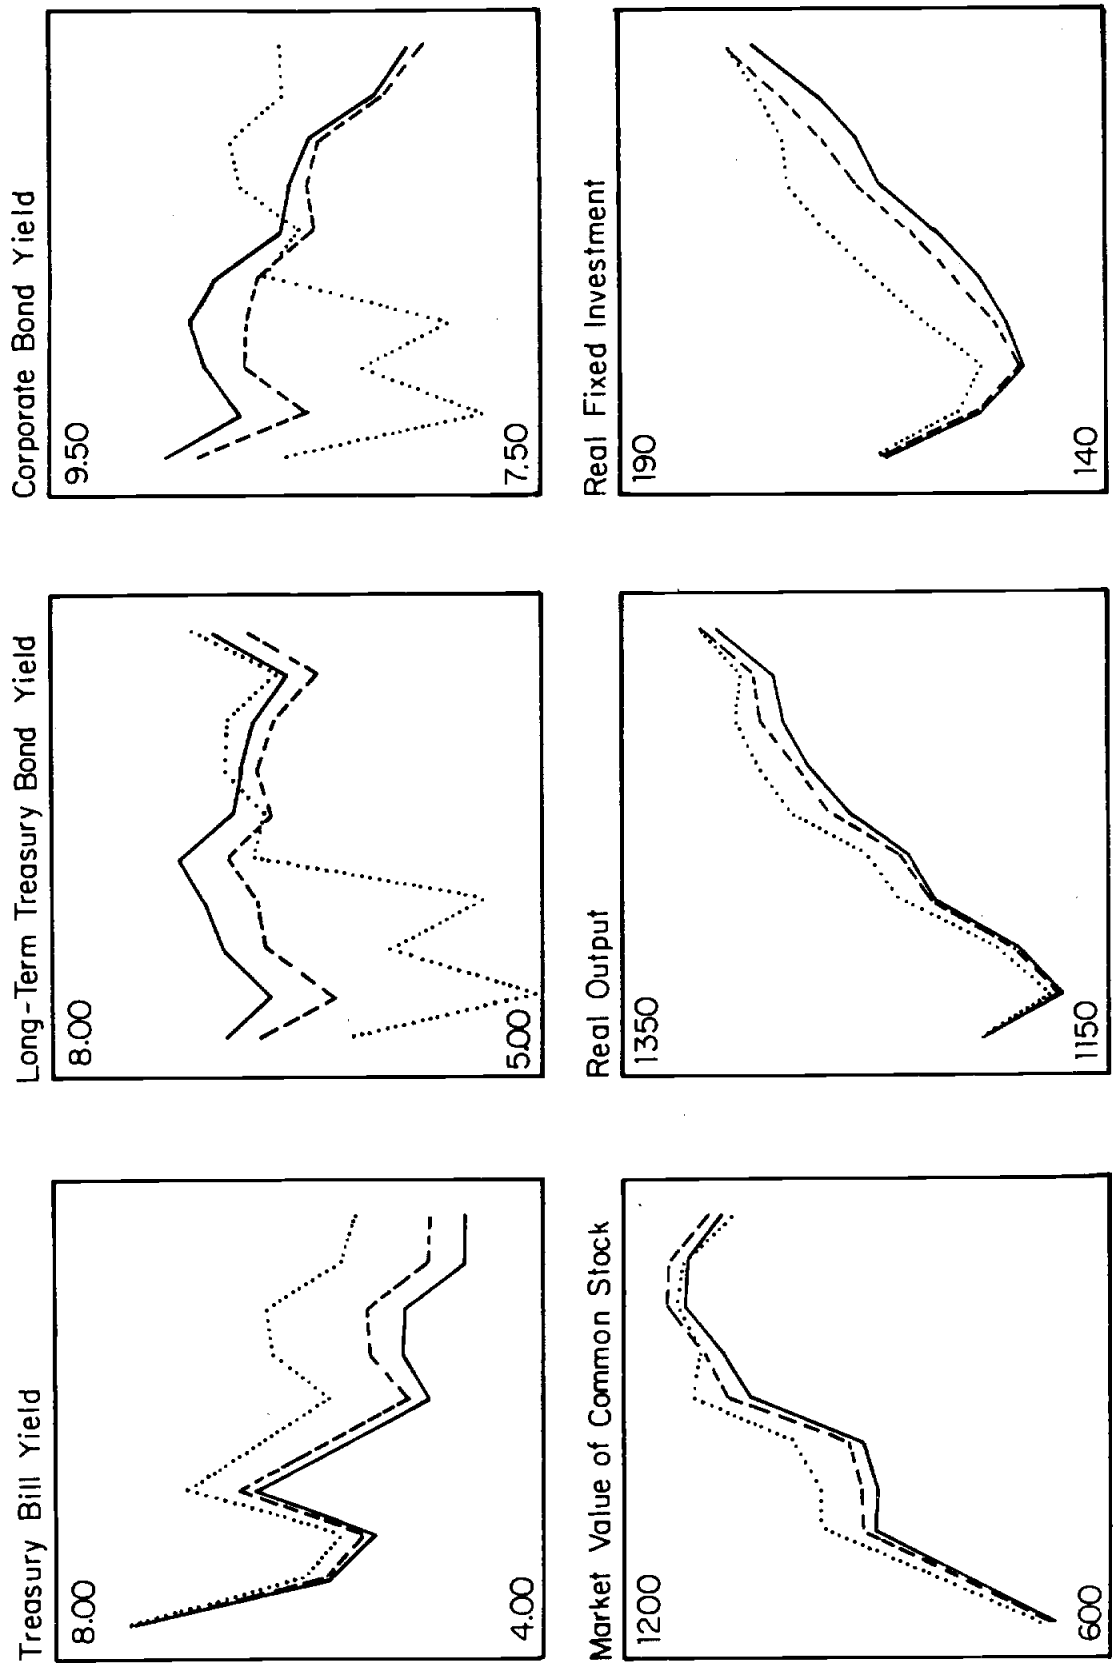 Treasury Bill Yield
8.00
4.00
Long-Term Treasury Bond Yield
8.00
5.00
Corporate Bond Yield
9.50
7.50
Market Value of Common Stock
1200
600
Real Output
1350
1150
Real Fixed Investment
190
140